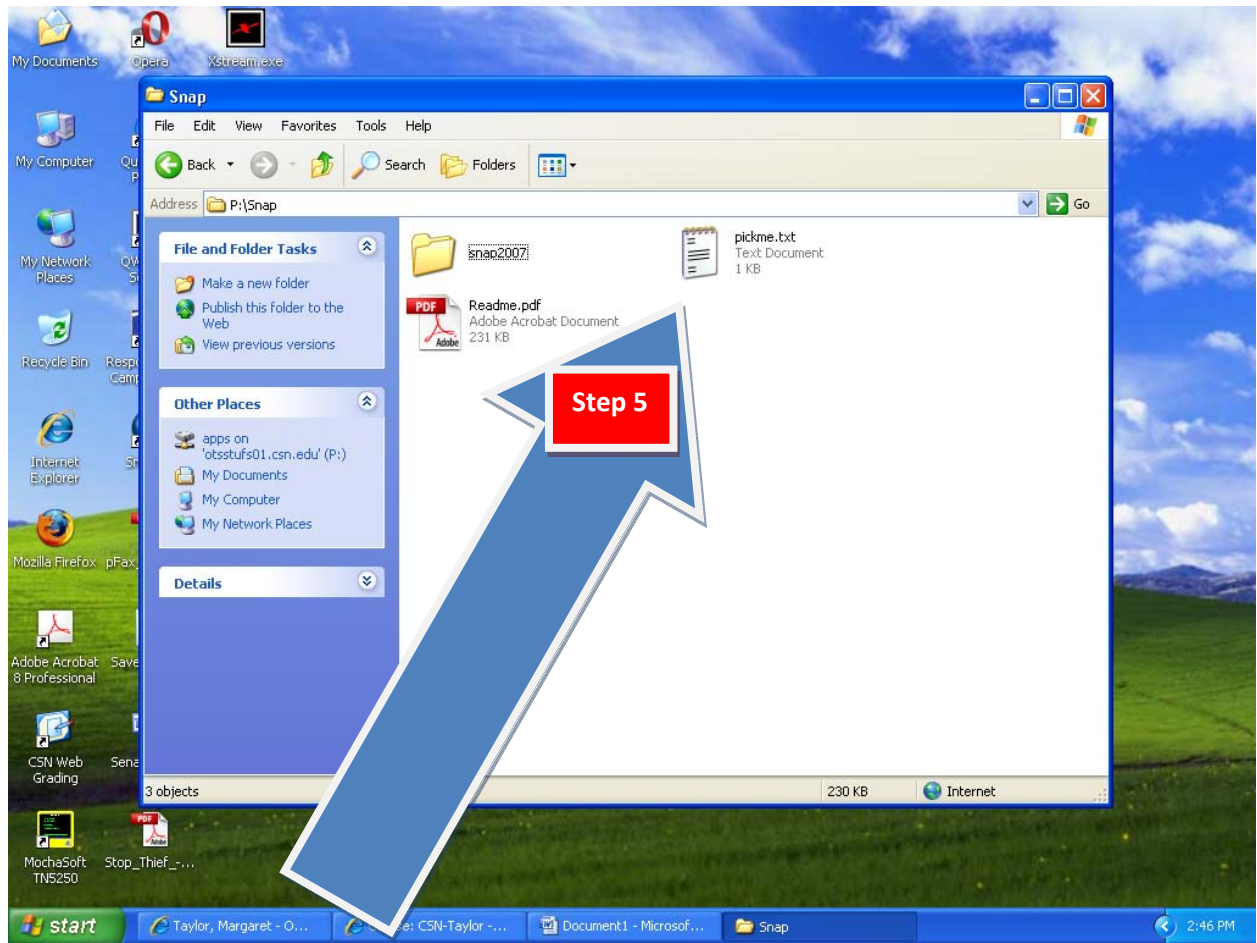 My Documents
Opera
Xstream.exe
Snap
File Edit View Favorites Tools Help
My Computer
Back
Search
Folders
Address
P:\Snap
Go
My Network
Places
File and Folder Tasks
Make a new folder
Publish this folder to the
Web
View previous versions
snap2007
pickme.txt
Text Document
1 KB
PDF
Adobe
Readme.pdf
Adobe Acrobat Document
231 KB
Recycle Bin
Other Places
apps on
'otsstufs01.csn.edu' (P:)
My Documents
My Computer
My Network Places
Step 5
Internet
Explorer
Mozilla Firefox
Details
Adobe Acrobat
8 Professional
CSN Web
Grading
3 objects
230 KB
Internet
MochaSoft
TN5250
PDF
Adobe
Stop_Thief_-...
start
Taylor, Margaret - O...
se: CSN-Taylor -...
Document1 - Microsof...
Snap
2:46 PM